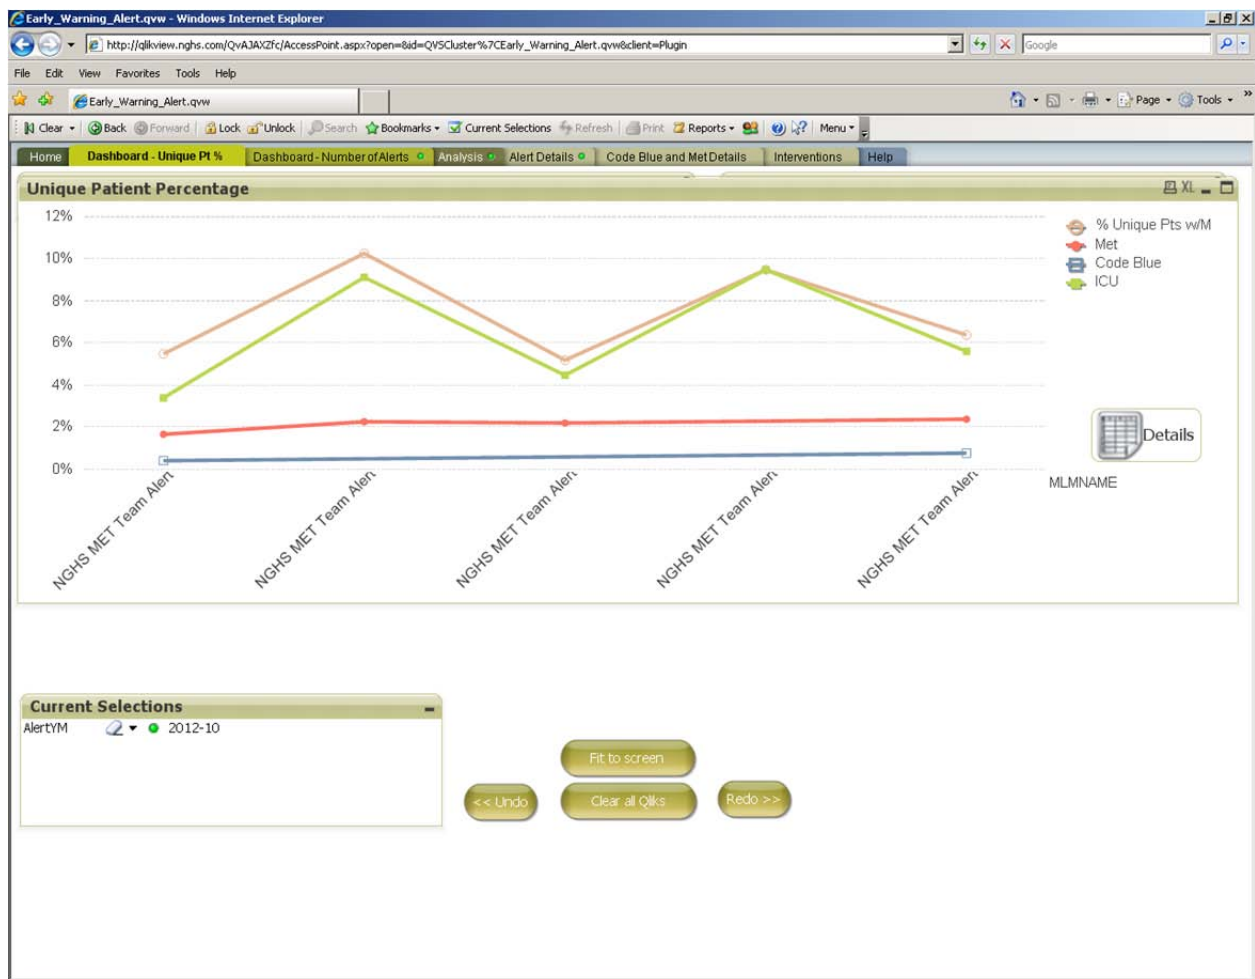 Early_Warning_Alert.qvw - Windows Internet Explorer
http://qlikview.nghs.com/QvAJAXZfc/AccessPoint.aspx?open=&id=QVSCluster%7CEarly_Warning_Alert.qvw&client=Plugin
Google
File Edit View Favorites Tools Help
Early_Warning_Alert.qvw
Page Tools »
Clear Back Forward Lock Unlock Search Bookmarks Current Selections Refresh Print Reports Menu
Home Dashboard - Unique Pt % Dashboard - Number of Alerts Analysis Alert Details Code Blue and Met Details Interventions Help
Unique Patient Percentage XL
12%
10%
8%
6%
4%
2%
0%
% Unique Pts w/M
Met
Code Blue
ICU
Details
MLMNAME
NGHS MET Team Alert
NGHS MET Team Alert
NGHS MET Team Alert
NGHS MET Team Alert
NGHS MET Team Alert
Current Selections
AlertYM 2012-10
Fit to screen
<< Undo Clear all Qliks Redo >>